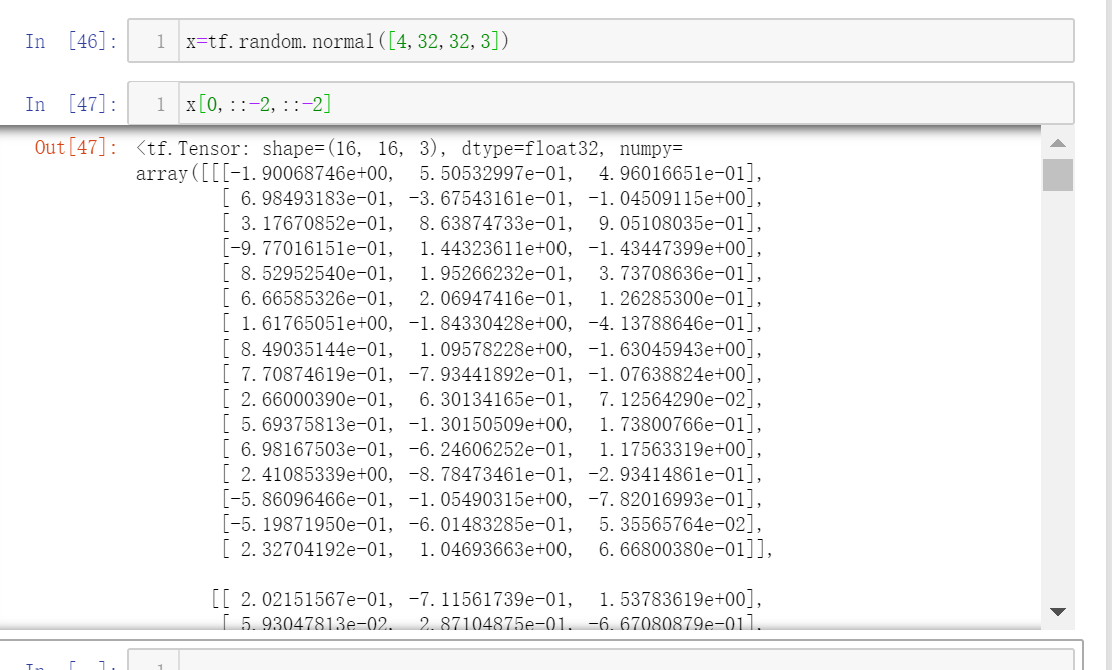 In [46]: 1 x=tf.random.normal([4,32,32,3])
In [47]: 1 x[0,::-2,::-2]
Out[47]: <tf.Tensor: shape=(16, 16, 3), dtype=float32, numpy=
array([[[-1.90068746e+00, 5.50532997e-01, 4.96016651e-01],
[ 6.98493183e-01, -3.67543161e-01, -1.04509115e+00],
[ 3.17670852e-01, 8.63874733e-01, 9.05108035e-01],
[-9.77016151e-01, 1.44323611e+00, -1.43447399e+00],
[ 8.52952540e-01, 1.95266232e-01, 3.73708636e-01],
[ 6.66585326e-01, 2.06947416e-01, 1.26285300e-01],
[ 1.61765051e+00, -1.84330428e+00, -4.13788646e-01],
[ 8.49035144e-01, 1.09578228e+00, -1.63045943e+00],
[ 7.70874619e-01, -7.93441892e-01, -1.07638824e+00],
[ 2.66000390e-01, 6.30134165e-01, 7.12564290e-02],
[ 5.69375813e-01, -1.30150509e+00, 1.73800766e-01],
[ 6.98167503e-01, -6.24606252e-01, 1.17563319e+00],
[ 2.41085339e+00, -8.78473461e-01, -2.93414861e-01],
[-5.86096466e-01, -1.05490315e+00, -7.82016993e-01],
[-5.19871950e-01, -6.01483285e-01, 5.35565764e-02],
[ 2.32704192e-01, 1.04693663e+00, 6.66800380e-01]],
[[ 2.02151567e-01, -7.11561739e-01, 1.53783619e+00],
[ 5.93047813e-02, 2.87104875e-01, -6.67080879e-01],
In [ ]: 1